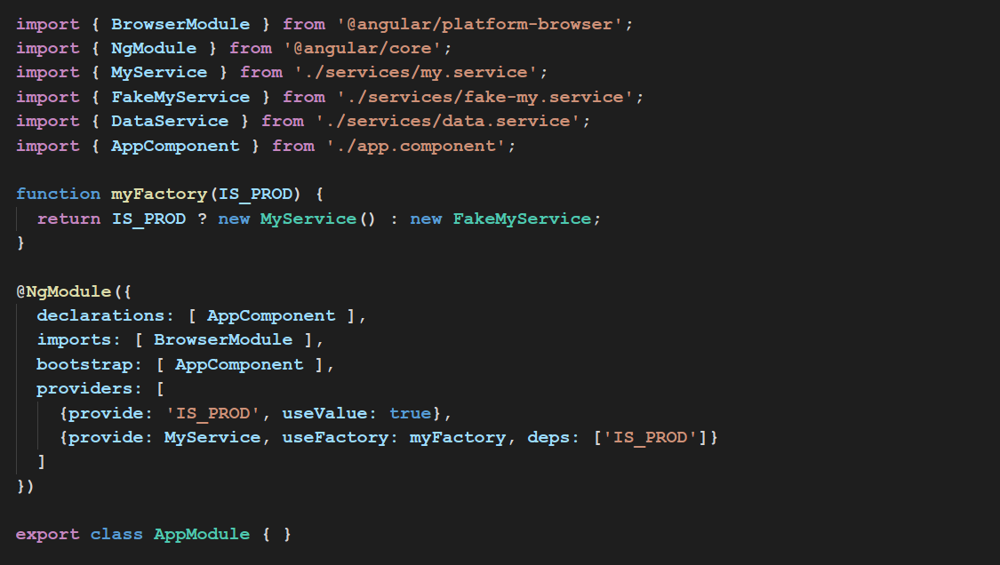 import { BrowserModule } from '@angular/platform-browser';
import { NgModule } from '@angular/core';
import { MyService } from './services/my.service';
import { FakeMyService } from './services/fake-my.service';
import { DataService } from './services/data.service';
import { AppComponent } from './app.component';

function myFactory(IS_PROD) {
  return IS_PROD ? new MyService() : new FakeMyService;
}

@NgModule({
  declarations: [ AppComponent ],
  imports: [ BrowserModule ],
  bootstrap: [ AppComponent ],
  providers: [
    {provide: 'IS_PROD', useValue: true},
    {provide: MyService, useFactory: myFactory, deps: ['IS_PROD']}
  ]
})

export class AppModule { }